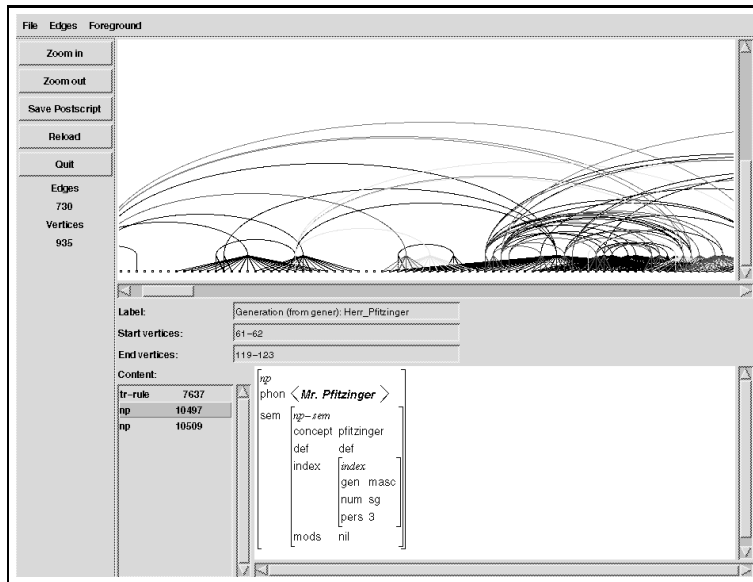 File Edges Foreground
Zoom in
Zoom out
Save Postscript
Reload
Quit
Edges
730
Vertices
935
Label: Generation (from gener): Herr_Pfitzinger
Start vertices: 61-62
End vertices: 119-123
Content:
tr-rule 7637
np 10497
np 10509
np
phon < Mr. Pfitzinger >
sem np-sem
concept pfitzinger
def def
index index
gen masc
num sg
pers 3
mods nil